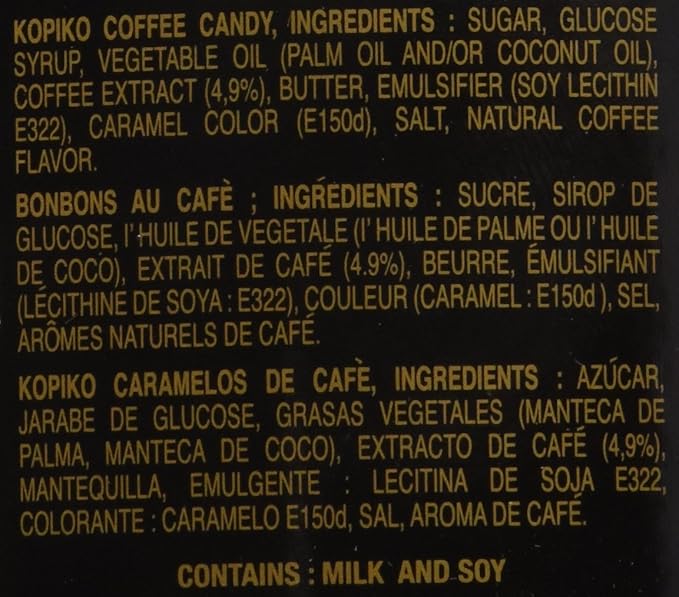 KOPIKO COFFEE CANDY, INGREDIENTS : SUGAR, GLUCOSE
SYRUP, VEGETABLE OIL (PALM OIL AND/OR COCONUT OIL),
COFFEE EXTRACT (4,9%), BUTTER, EMULSIFIER (SOY LECITHIN
E322), CARAMEL COLOR (E150d), SALT, NATURAL COFFEE
FLAVOR.
BONBONS AU CAFÈ ; INGŔEDIENTS : SUCRE, SIROP DE
GLUCOSE, l'HUILE DE VEGETALE (l'HUILE DE PALME OU l'HUILE
DE COCO), EXTRAIT DE CAFÉ (4.9%), BEURRE, ÉMULSIFIANT
(LÉCITHINE DE SOYA : E322), COULEUR (CARAMEL : E150d), SEL,
ARÔMES NATURELS DE CAFÉ.
KOPIKO CARAMELOS DE CAFÈ, INGREDIENTS : AZÚCAR,
JARABE DE GLUCOSE, GRASAS VEGETALES (MANTECA DE
PALMA, MANTECA DE COCO), EXTRACTO DE CAFÉ (4,9%),
MANTEQUILLA, EMULGENTE : LECITINA DE SOJA E322,
COLORANTE : CARAMELO E150d, SAL, AROMA DE CAFÉ.
CONTAINS : MILK AND SOY